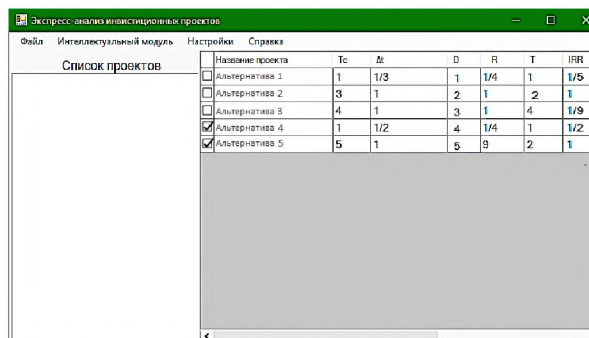 Экспресс-анализ инвистиционных проектов
Файл Интеллектуальный модуль Настройки Справка
Список проектов
Название проекта Tc Δt D R T IRR
Альтернатива 1 1 1/3 1 1/4 1 1/5
Альтернатива 2 3 1 2 1 2 1
Альтернатива 3 4 1 3 1 4 1/9
Альтернатива 4 1 1/2 4 1/4 1 1/2
Альтернатива 5 5 1 5 9 2 1